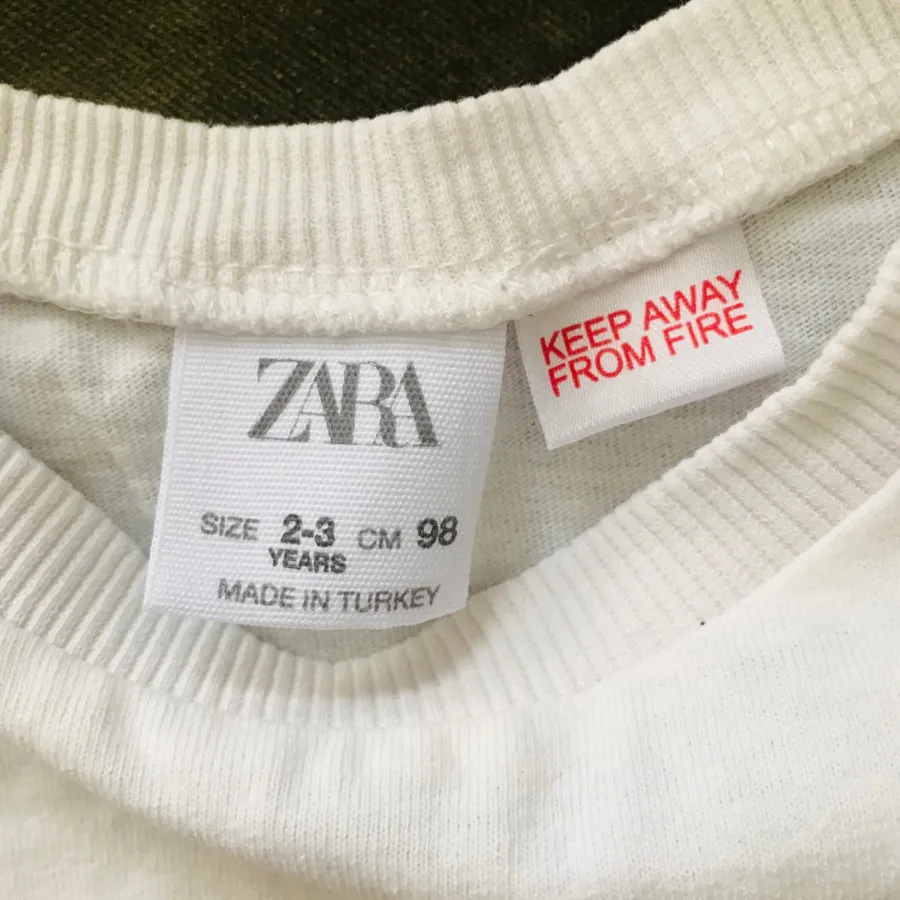 ZARA
SIZE 2-3 CM 98
YEARS
MADE IN TURKEY
KEEP AWAY
FROM FIRE